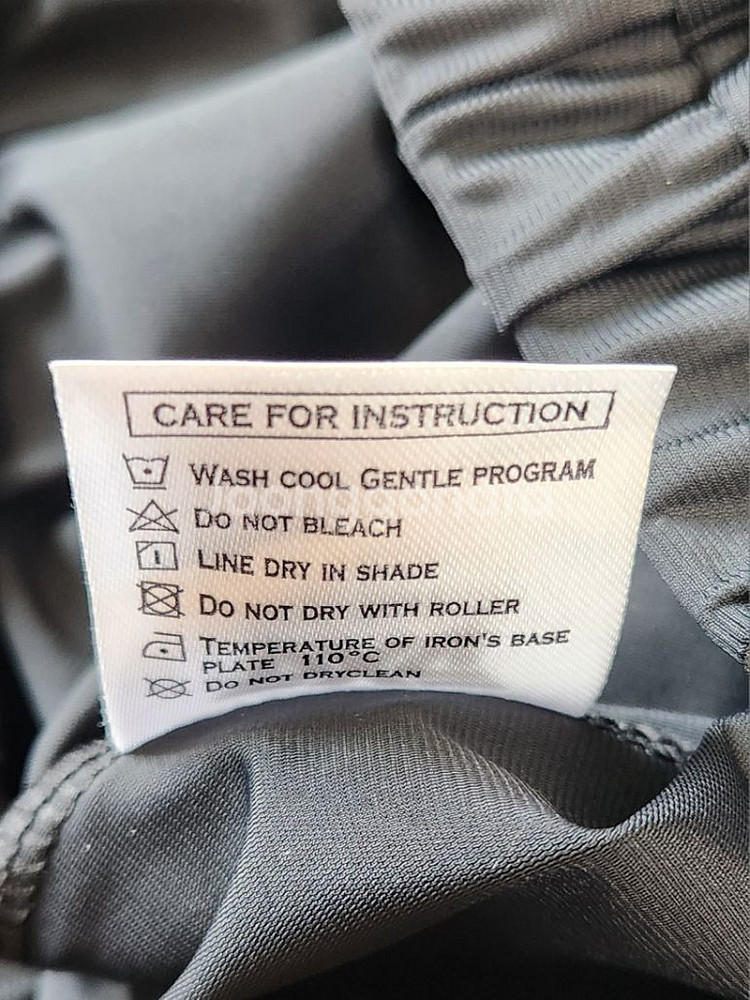 CARE FOR INSTRUCTION
WASH COOL GENTLE PROGRAM
DO NOT BLEACH
LINE DRY IN SHADE
DO NOT DRY WITH ROLLER
TEMPERATURE OF IRON'S BASE
PLATE 110°C
DO NOT DRYCLEAN